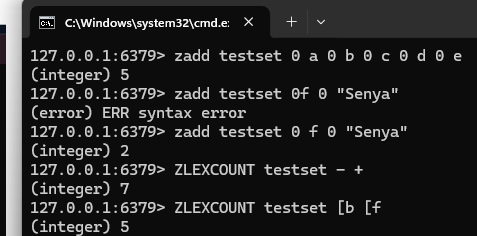 C:\Windows\system32\cmd.e:
127.0.0.1:6379> zadd testset 0 a 0 b 0 c 0 d 0 e
(integer) 5
127.0.0.1:6379> zadd testset 0f 0 "Senya"
(error) ERR syntax error
127.0.0.1:6379> zadd testset 0 f 0 "Senya"
(integer) 2
127.0.0.1:6379> ZLEXCOUNT testset - +
(integer) 7
127.0.0.1:6379> ZLEXCOUNT testset [b [f
(integer) 5